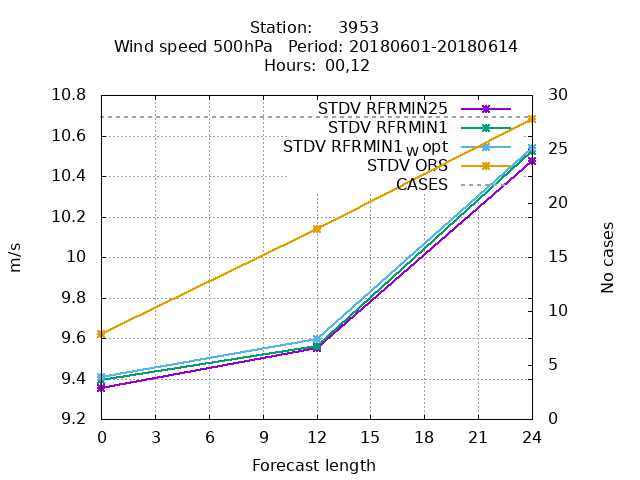 Station: 3953
Wind speed 500hPa Period: 20180601-20180614
Hours: 00,12
10.8
10.6
10.4
10.2
10
9.8
9.6
9.4
9.2
m/s
STDV RFRMIN25
STDV RFRMIN1
STDV RFRMIN1_W opt
STDV OBS
CASES
30
25
20
15
10
5
0
No cases
0 3 6 9 12 15 18 21 24
Forecast length